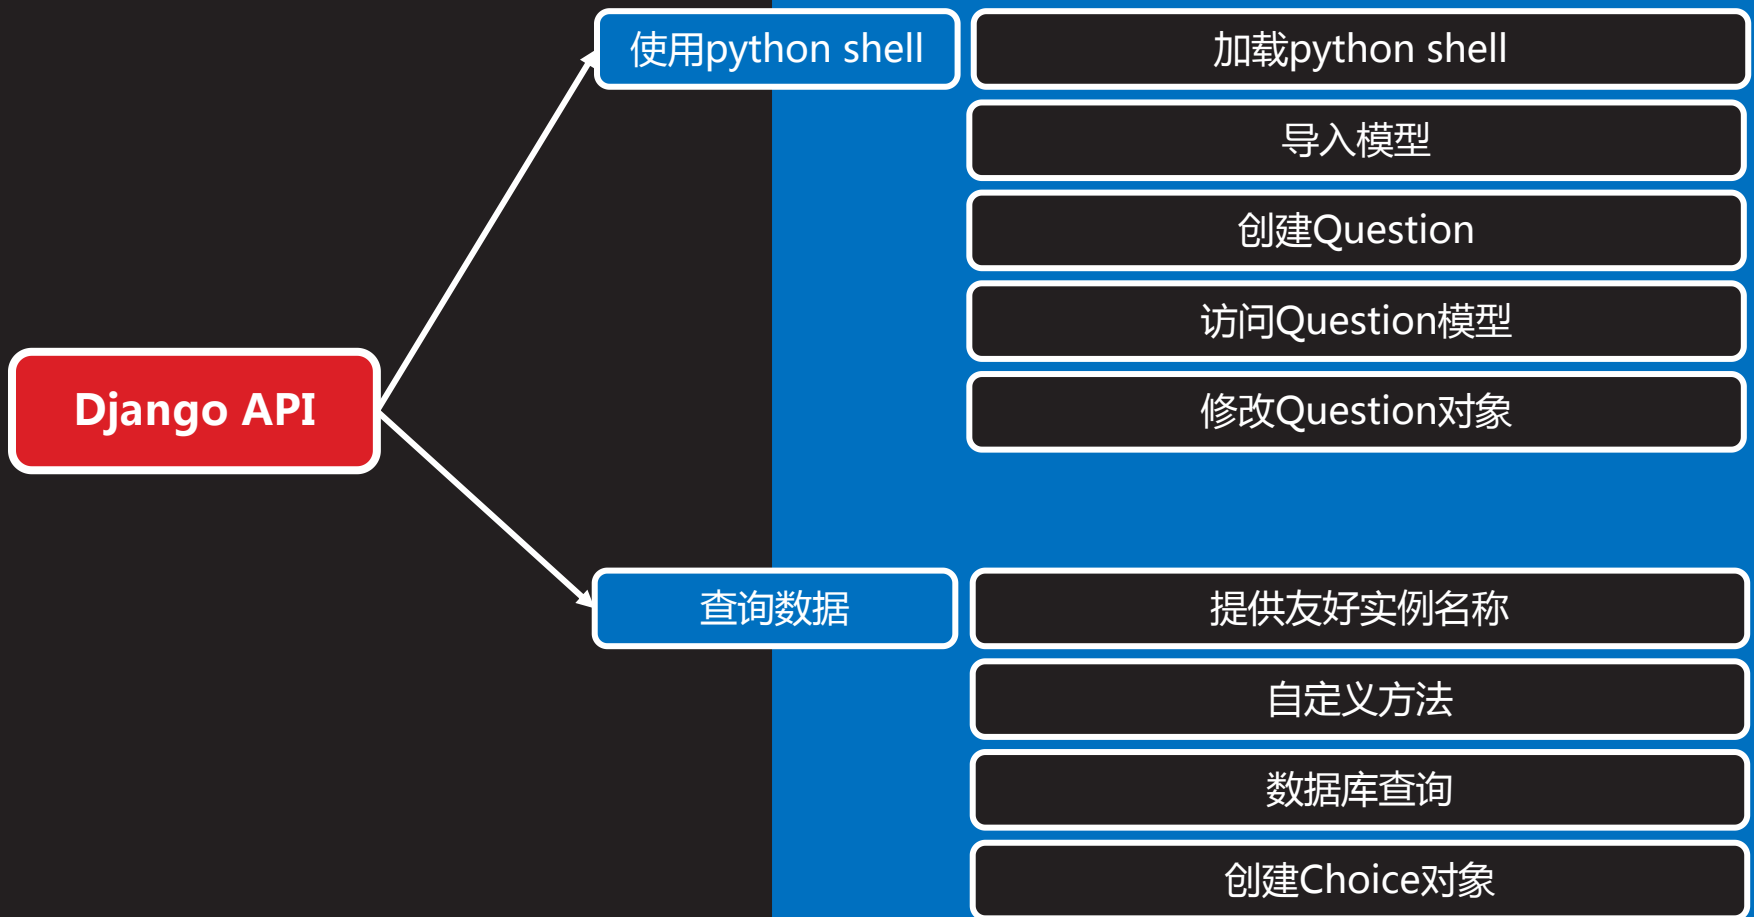 使用python shell
加载python shell
导入模型
创建Question
访问Question模型
Django API
修改Question对象
查询数据
提供友好实例名称
自定义方法
数据库查询
创建Choice对象